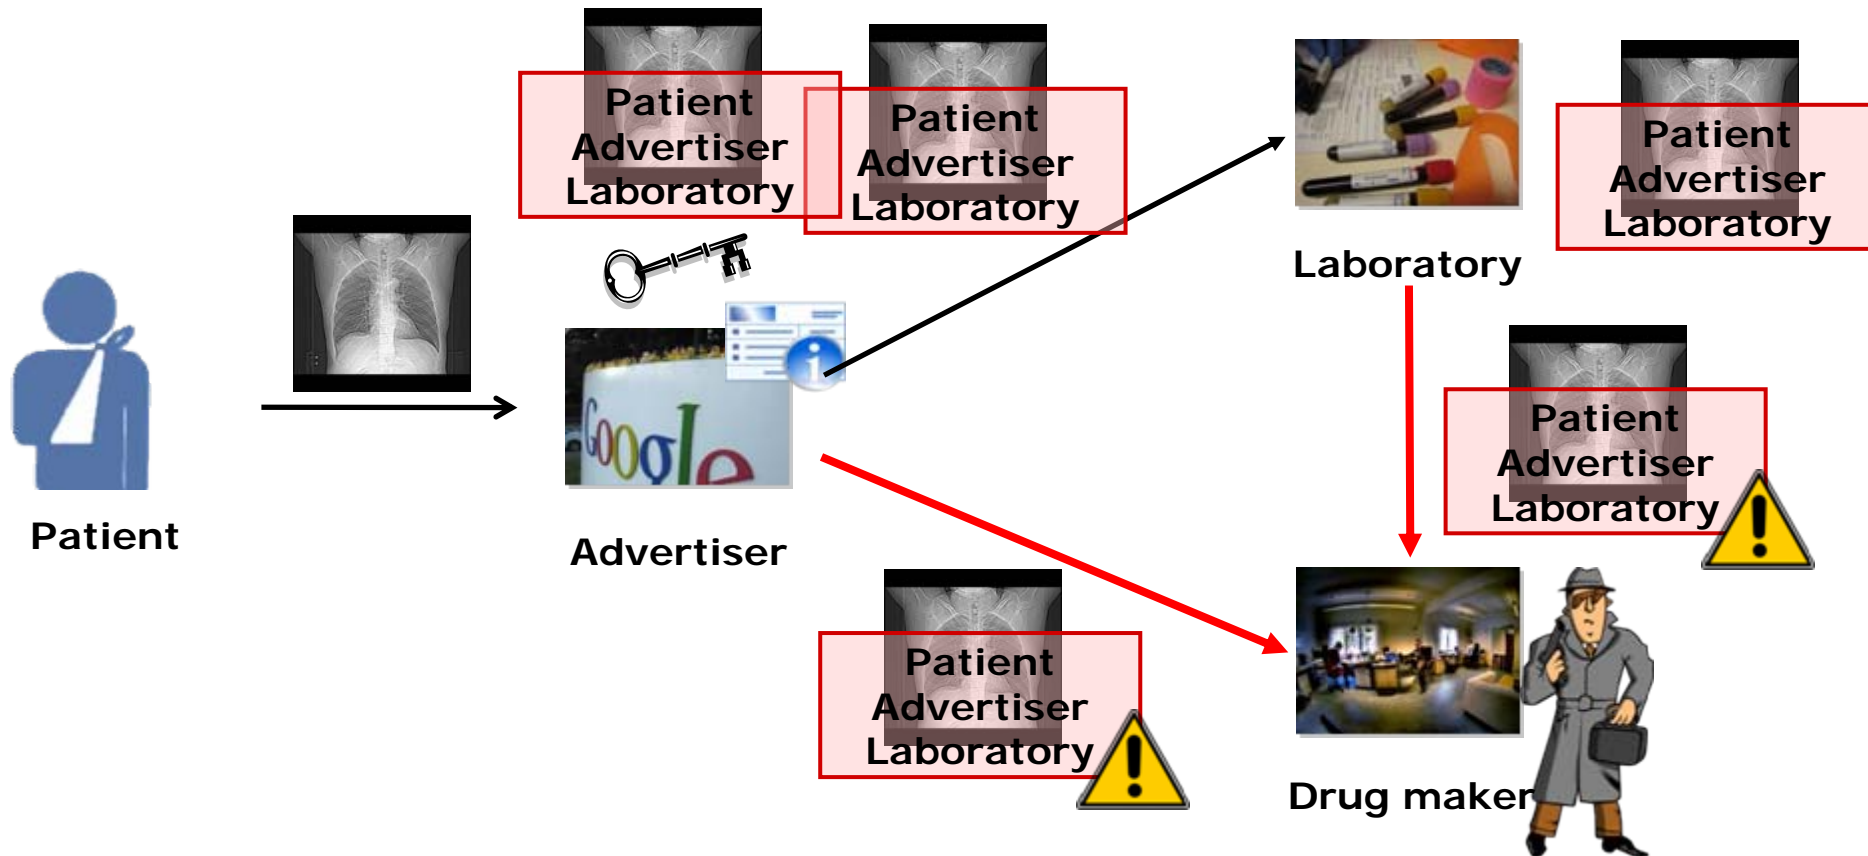 Patient
Advertiser
Laboratory
Patient
Advertiser
Laboratory
Patient
Advertiser
Laboratory
Laboratory
Google
Patient
Advertiser
Patient
Advertiser
Laboratory
Patient
Advertiser
Laboratory
Drug maker